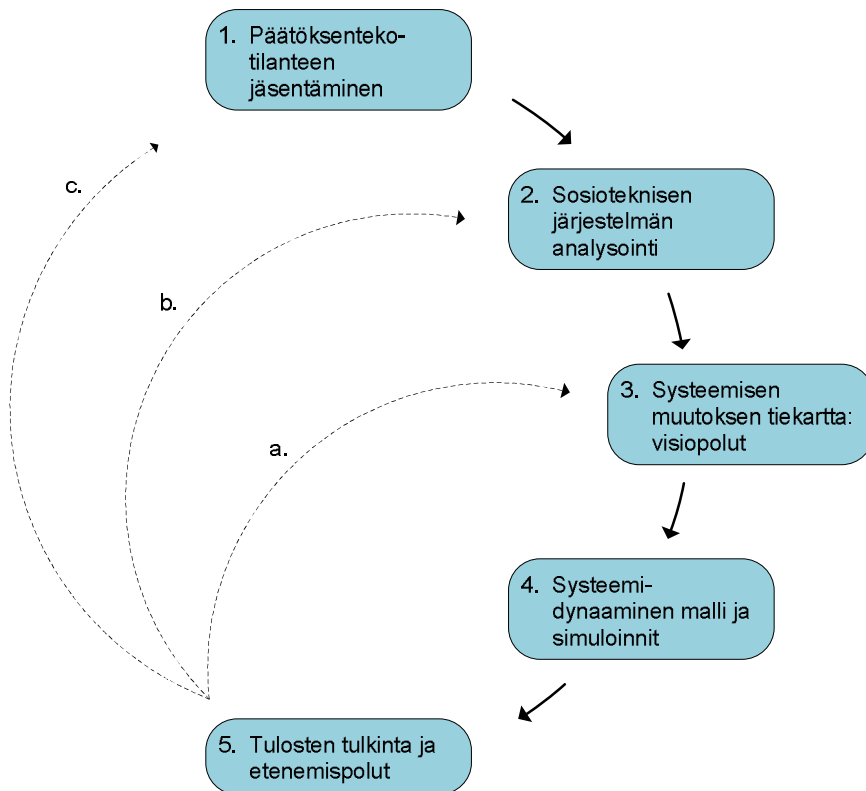 1. Päätöksenteko-
tilanteen
jäsentäminen
c.
2. Sosioteknisen
järjestelmän
analysointi
b.
3. Systeemisen
muutoksen tiekartta:
visiopolut
a.
4. Systeemi-
dynaaminen malli ja
simuloinnit
5. Tulosten tulkinta ja
etenemispolut